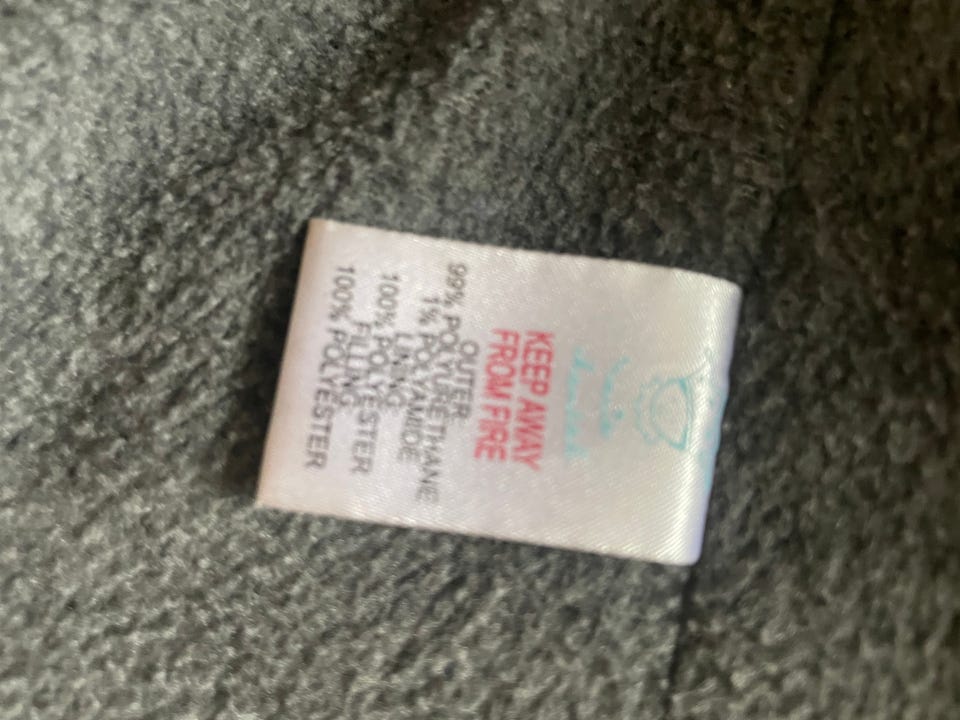 KEEP AWAY
FROM FIRE
OUTER
99% POLYURETHANE
1% POLYAMIDE
LINING
100% POLYESTER
FILLING
100% POLYESTER